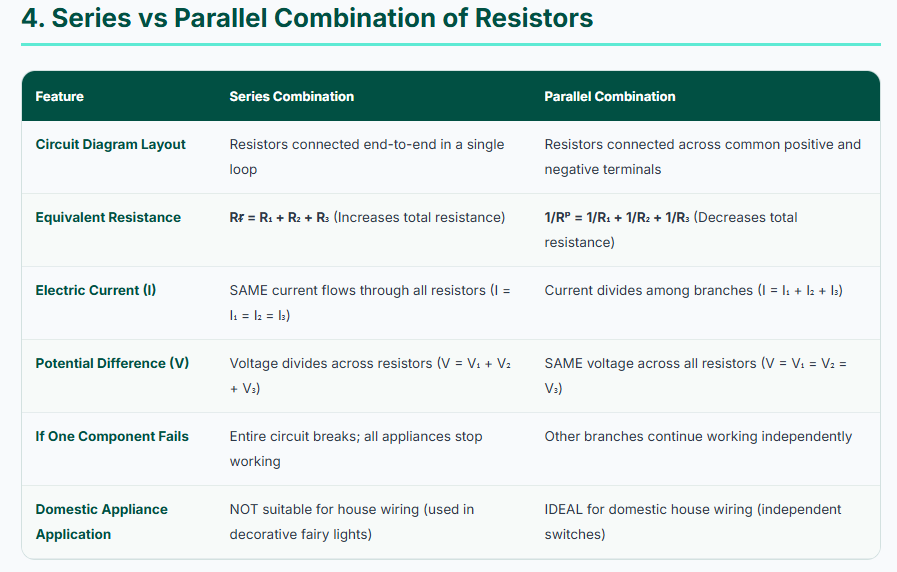 4. Series vs Parallel Combination of Resistors
Feature
Series Combination
Parallel Combination
Circuit Diagram Layout
Resistors connected end-to-end in a single
loop
Resistors connected across common positive and
negative terminals
Equivalent Resistance
= R₁ + R₂ + R₃ (Increases total resistance)
1/Rᴾ = 1/R₁ + 1/R₂ + 1/R₃ (Decreases total
resistance)
Electric Current (I)
SAME current flows through all resistors (I =
I₁ = I₂ = I₃)
Current divides among branches (I = I₁ + I₂ + I₃)
Potential Difference (V)
Voltage divides across resistors (V = V₁ + V₂
+ V₃)
SAME voltage across all resistors (V = V₁ = V₂ =
V₃)
If One Component Fails
Entire circuit breaks; all appliances stop
working
Other branches continue working independently
Domestic Appliance
Application
NOT suitable for house wiring (used in
decorative fairy lights)
IDEAL for domestic house wiring (independent
switches)